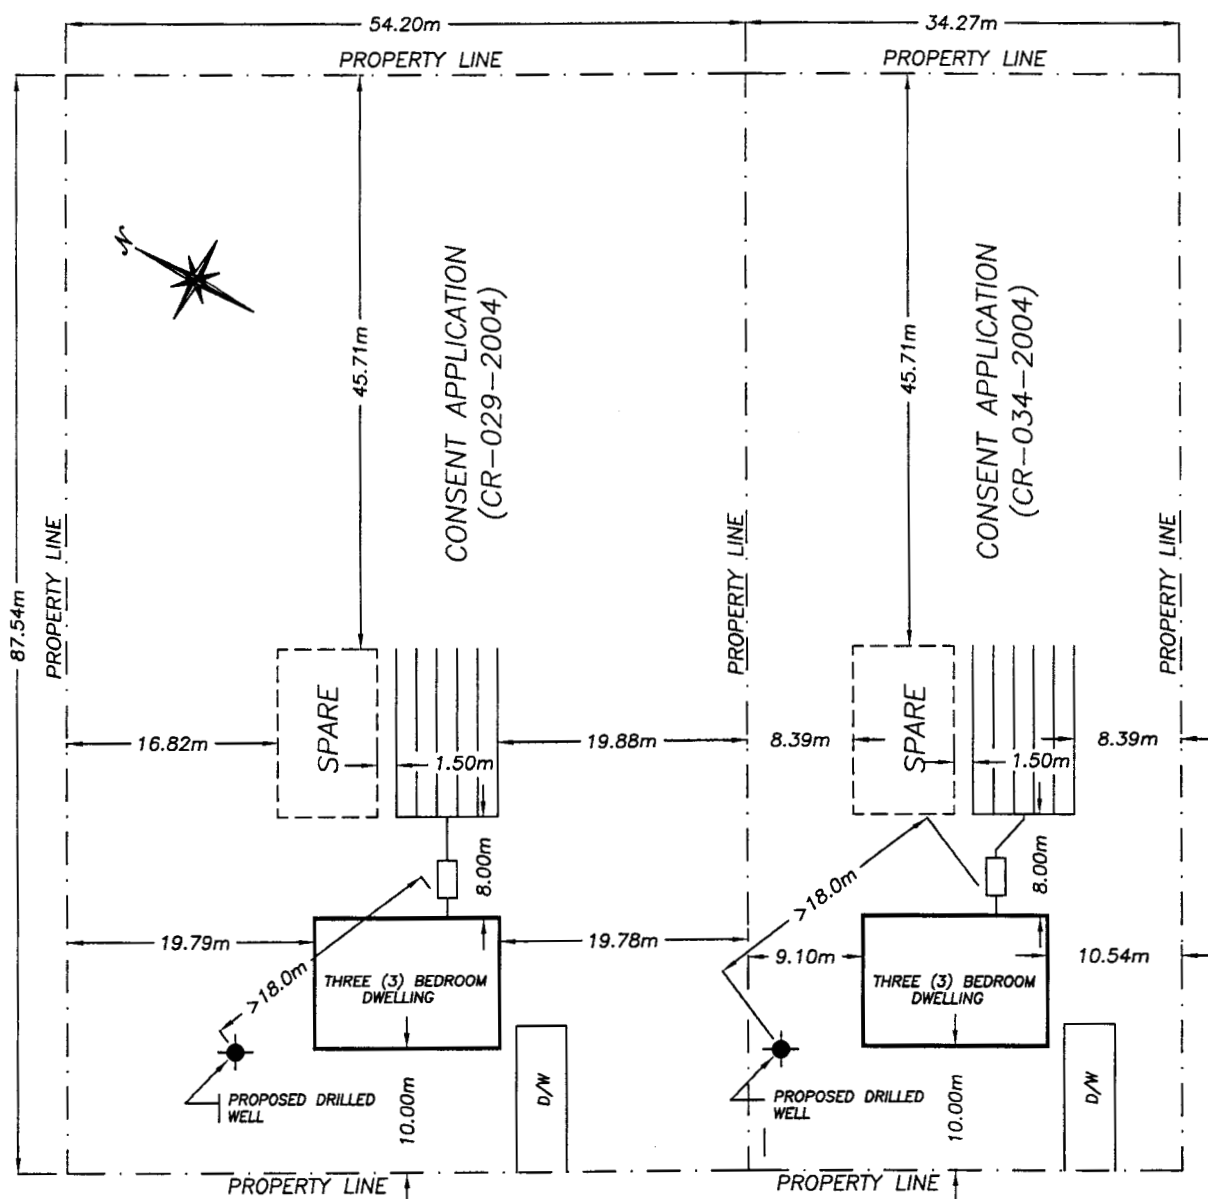 54.20m
34.27m
PROPERTY LINE
PROPERTY LINE
N
45.71m
CONSENT APPLICATION
(CR-029-2004)
45.71m
CONSENT APPLICATION
(CR-034-2004)
87.54m
PROPERTY LINE
PROPERTY LINE
PROPERTY LINE
16.82m
SPARE
1.50m
19.88m
8.39m
SPARE
1.50m
8.39m
8.00m
8.00m
>18.0m
>18.0m
19.79m
19.78m
9.10m
10.54m
THREE (3) BEDROOM
DWELLING
THREE (3) BEDROOM
DWELLING
PROPOSED DRILLED
WELL
10.00m
D/W
PROPOSED DRILLED
WELL
10.00m
D/W
PROPERTY LINE
PROPERTY LINE